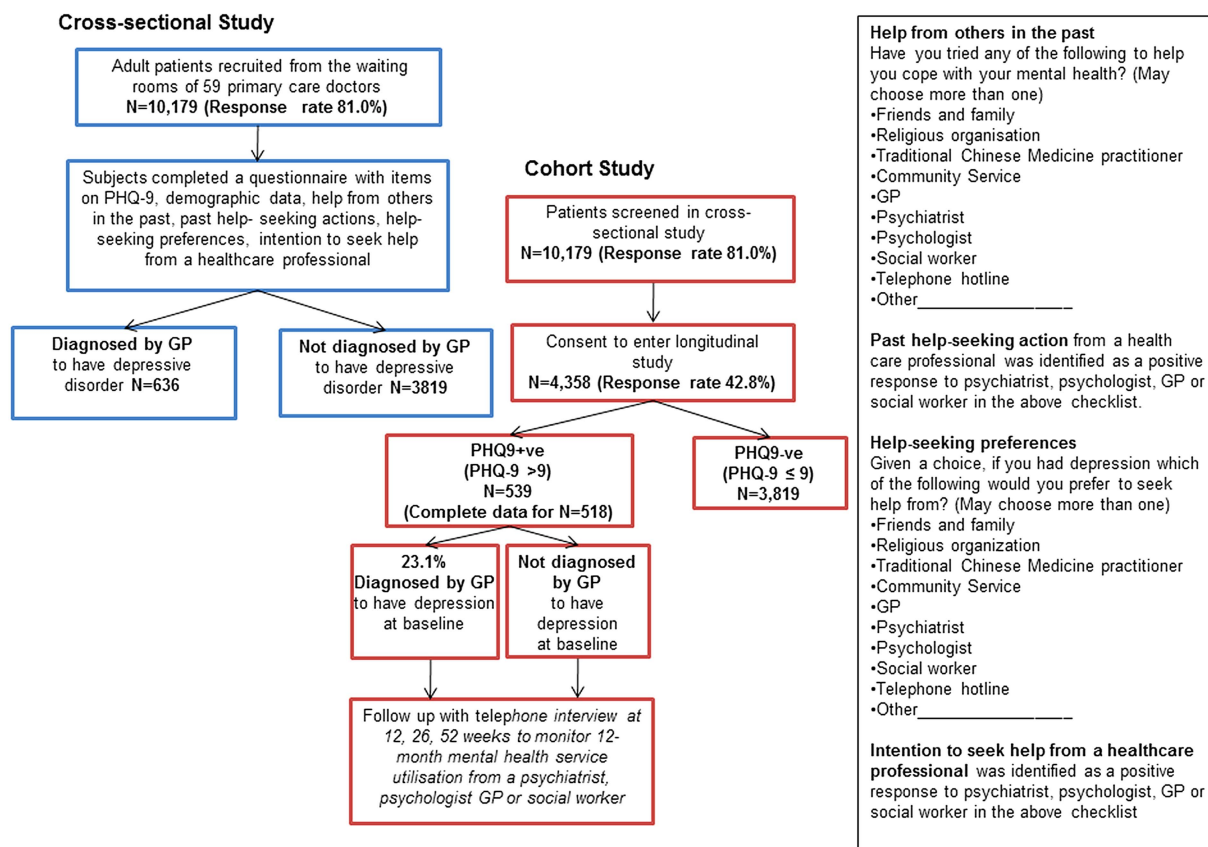 Cross-sectional Study
Adult patients recruited from the waiting
rooms of 59 primary care doctors
N=10,179 (Response rate 81.0%)
Subjects completed a questionnaire with items
on PHQ-9, demographic data, help from others
in the past, past help- seeking actions, help-
seeking preferences, intention to seek help
from a healthcare professional
Diagnosed by GP
to have depressive
disorder N=636
Not diagnosed by GP
to have depressive
disorder N=3819
Cohort Study
Patients screened in cross-
sectional study
N=10,179 (Response rate 81.0%)
Consent to enter longitudinal
study
N=4,358 (Response rate 42.8%)
PHQ9+ve
(PHQ-9 >9)
N=539
(Complete data for N=518)
PHQ9-ve
(PHQ-9 ≤ 9)
N=3,819
23.1%
Diagnosed by GP
to have depression
at baseline
Not diagnosed
by GP
to have
depression
at baseline
Follow up with telephone interview at
12, 26, 52 weeks to monitor 12-
month mental health service
utilisation from a psychiatrist,
psychologist GP or social worker
Help from others in the past
Have you tried any of the following to help
you cope with your mental health? (May
choose more than one)
•Friends and family
•Religious organisation
•Traditional Chinese Medicine practitioner
•Community Service
•GP
•Psychiatrist
•Psychologist
•Social worker
•Telephone hotline
•Other_________________
Past help-seeking action from a health
care professional was identified as a positive
response to psychiatrist, psychologist, GP or
social worker in the above checklist.
Help-seeking preferences
Given a choice, if you had depression which
of the following would you prefer to seek
help from? (May choose more than one)
•Friends and family
•Religious organization
•Traditional Chinese Medicine practitioner
•Community Service
•GP
•Psychiatrist
•Psychologist
•Social worker
•Telephone hotline
•Other_________________
Intention to seek help from a healthcare
professional was identified as a positive
response to psychiatrist, psychologist, GP or
social worker in the above checklist